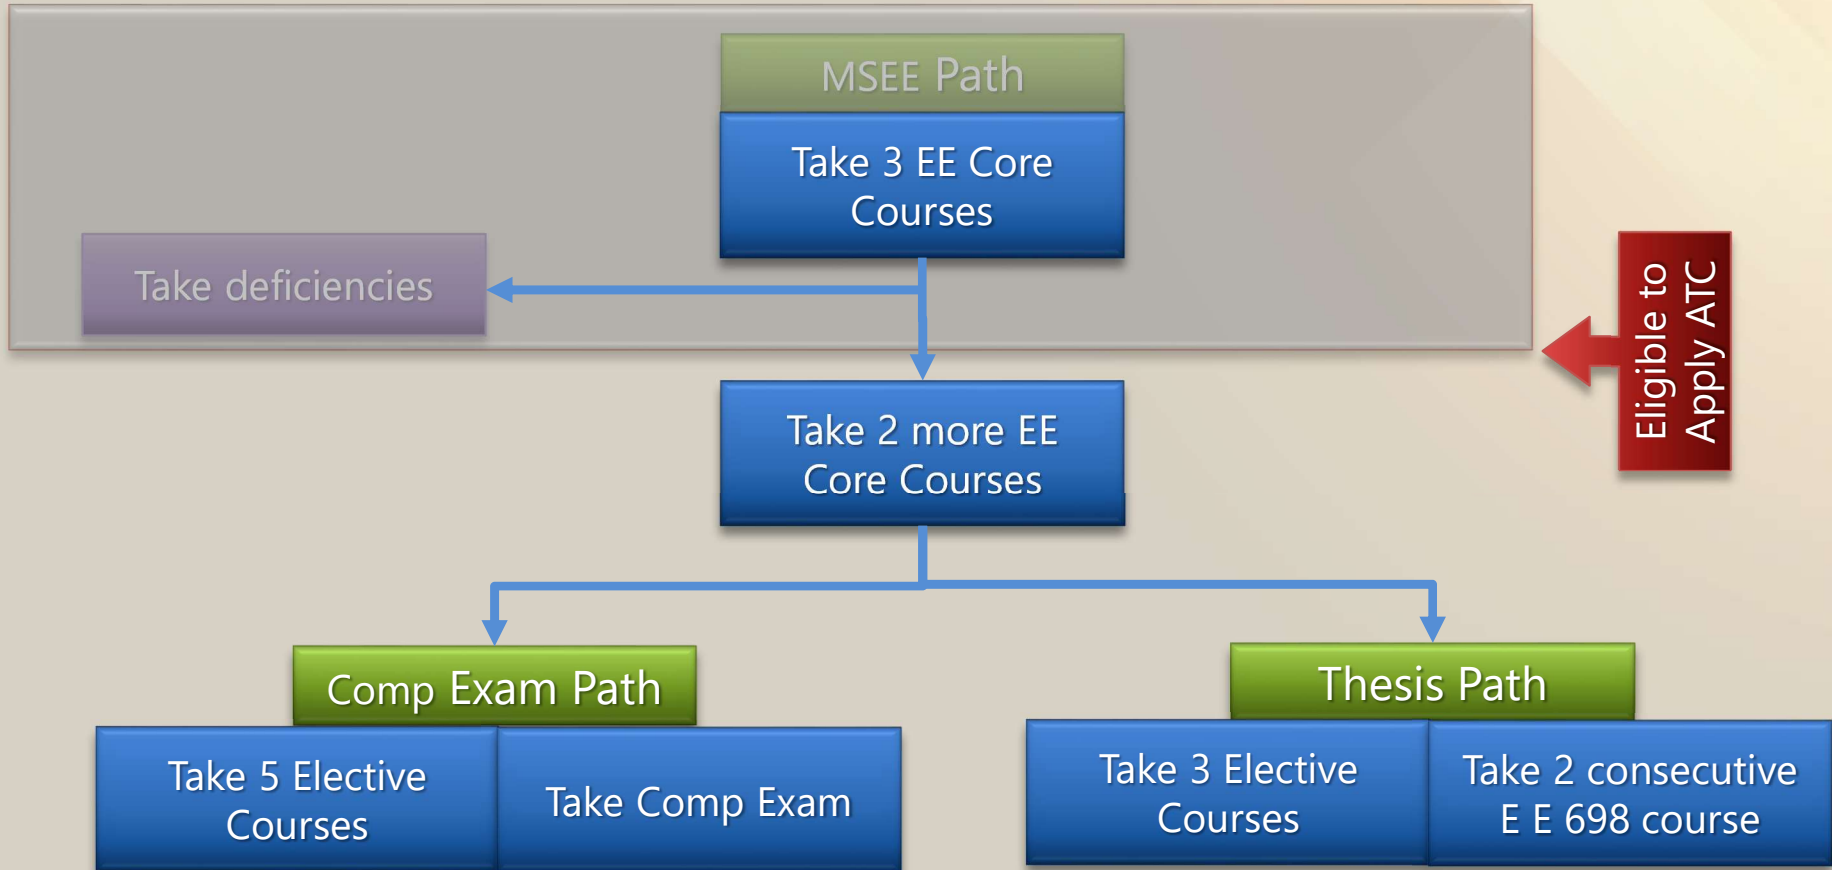 MSEE Path
Take 3 EE Core
Courses
Take deficiencies
Eligible to
Apply ATC
Take 2 more EE
Core Courses
Comp Exam Path
Take 5 Elective
Courses
Take Comp Exam
Thesis Path
Take 3 Elective
Courses
Take 2 consecutive
E E 698 course